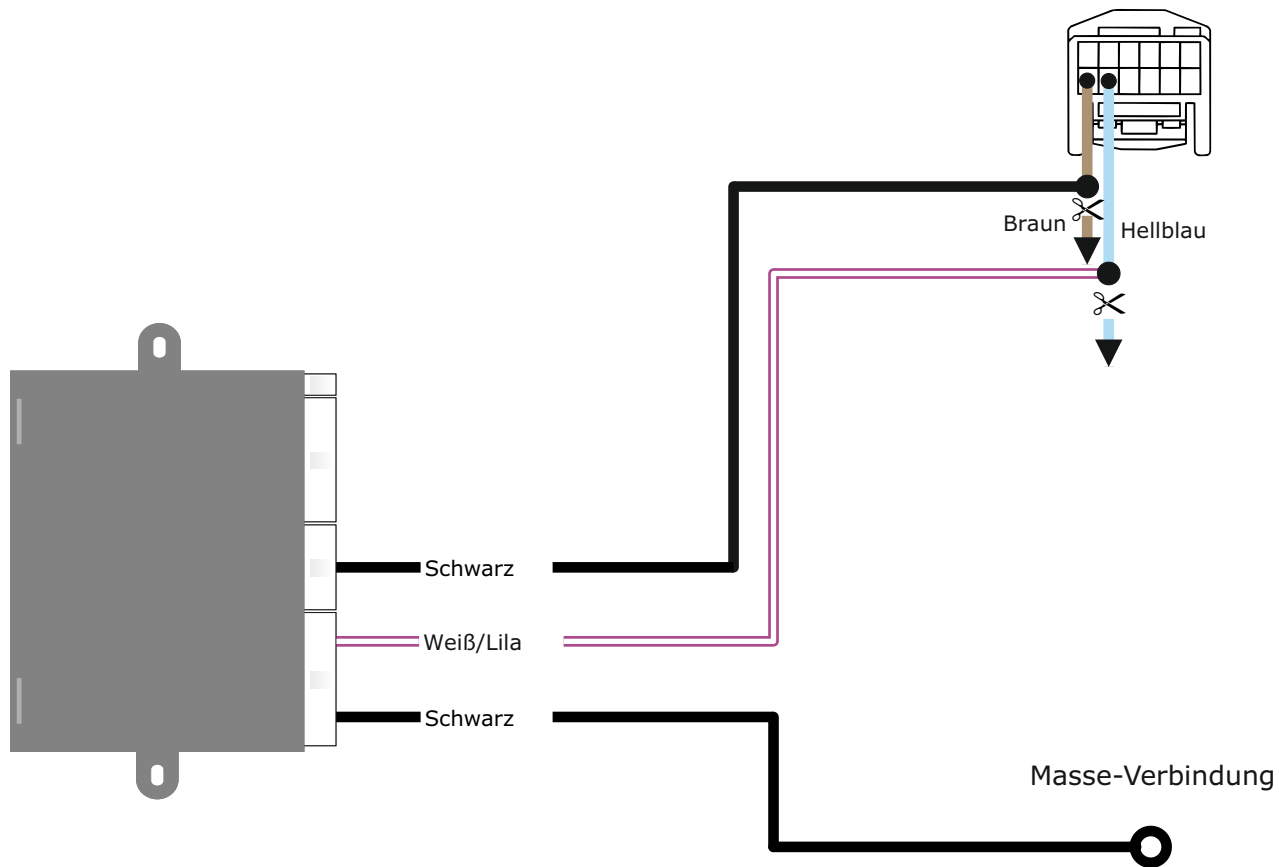 Braun
Hellblau
Schwarz
Weiß/Lila
Schwarz
Masse-Verbindung